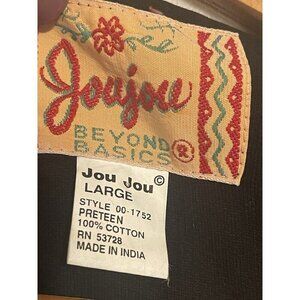 Joujou
BEYOND
BASICS®
Jou Jou©
LARGE
STYLE 00-1752
PRETEEN
100% COTTON
RN 53728
MADE IN INDIA